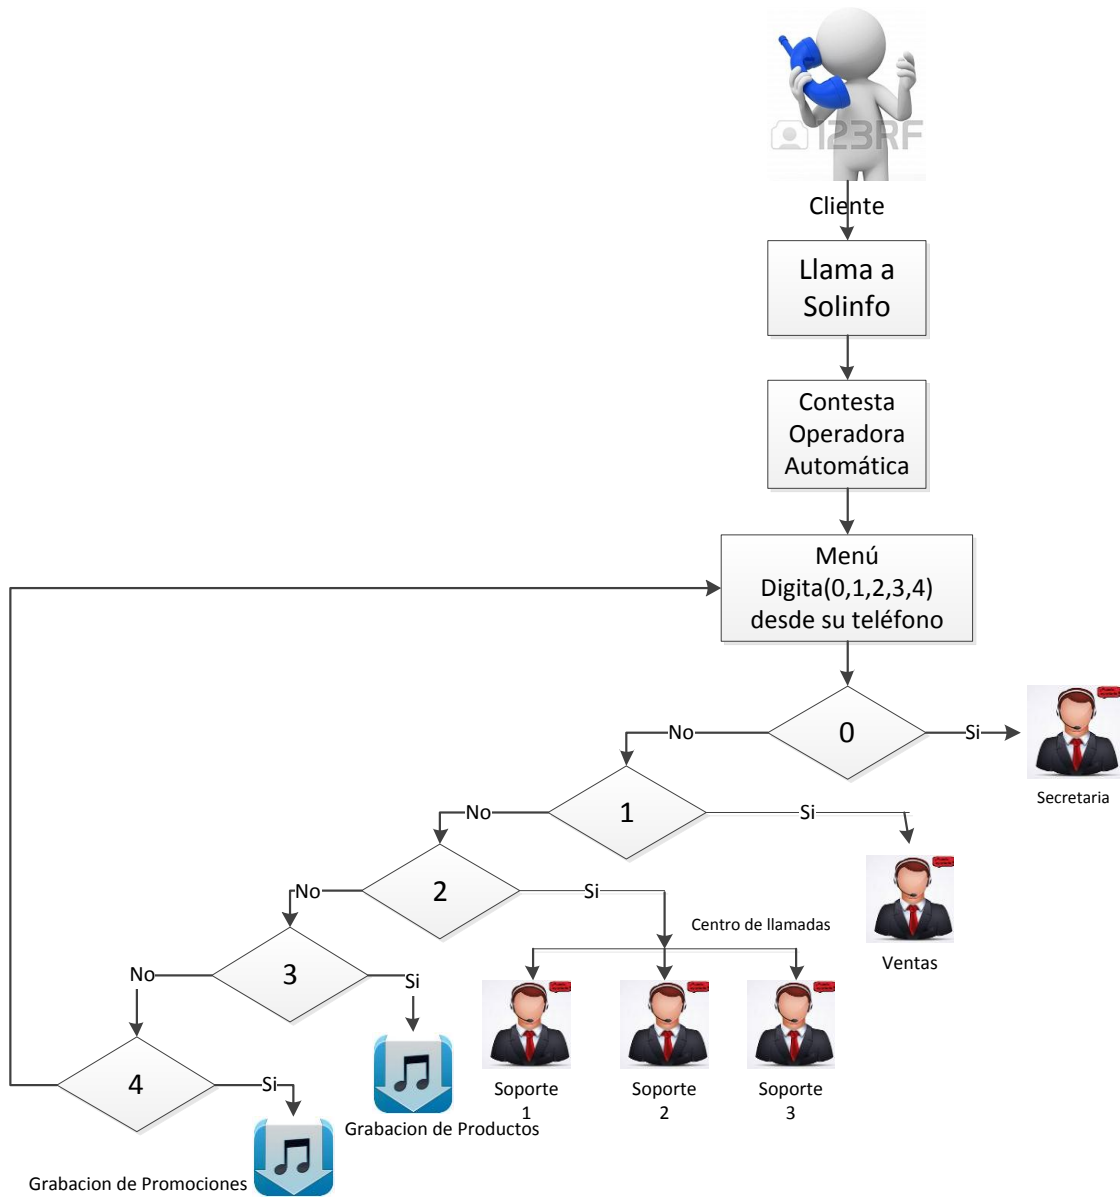 123RF
Cliente
Llama a
Solinfo
Contesta
Operadora
Automática
Menú
Digita(0,1,2,3,4)
desde su teléfono
0
No
Si
Secretaria
1
No
Si
Ventas
2
No
Si
Centro de llamadas
Soporte
1
Soporte
2
Soporte
3
3
No
Si
Grabacion de Productos
4
Si
Grabacion de Promociones